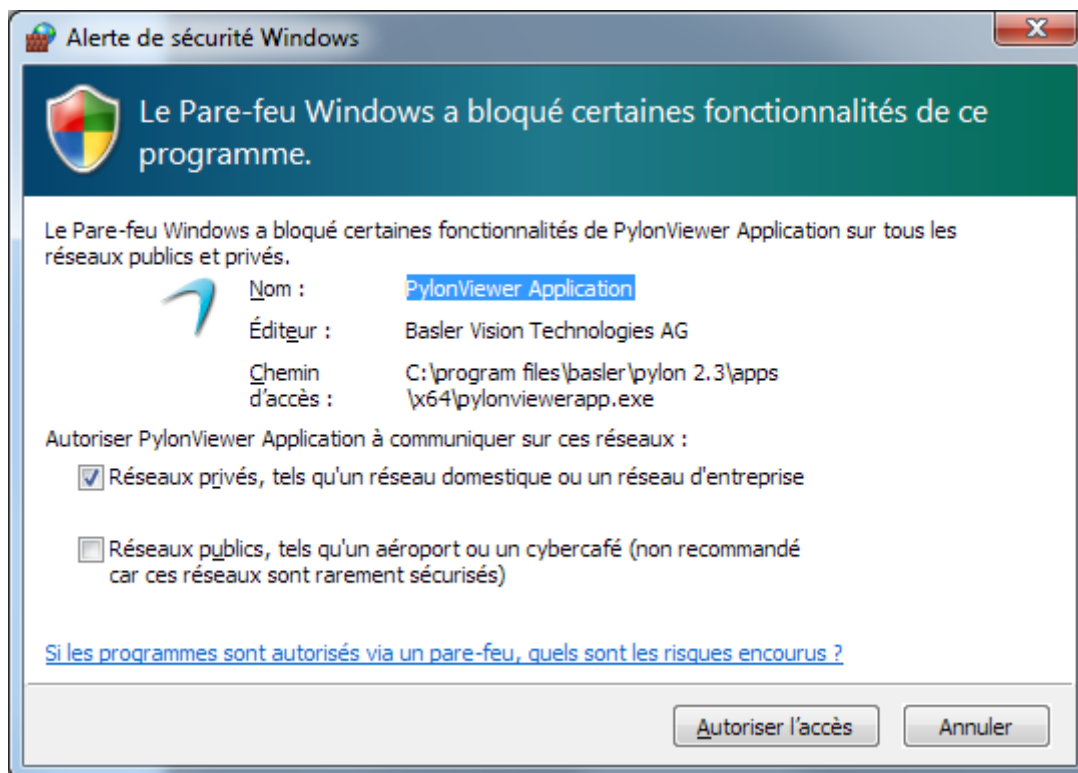 Alerte de sécurité Windows
Le Pare-feu Windows a bloqué certaines fonctionnalités de ce
programme.
Le Pare-feu Windows a bloqué certaines fonctionnalités de PylonViewer Application sur tous les
réseaux publics et privés.
Nom : PylonViewer Application
Éditeur : Basler Vision Technologies AG
Chemin d'accès : C:\program files\basler\pylon 2.3\apps
\x64\pylonviewerapp.exe
Autoriser PylonViewer Application à communiquer sur ces réseaux :
Réseaux privés, tels qu'un réseau domestique ou un réseau d'entreprise
Réseaux publics, tels qu'un aéroport ou un cybercafé (non recommandé
car ces réseaux sont rarement sécurisés)
Si les programmes sont autorisés via un pare-feu, quels sont les risques encourus ?
Autoriser l'accès Annuler